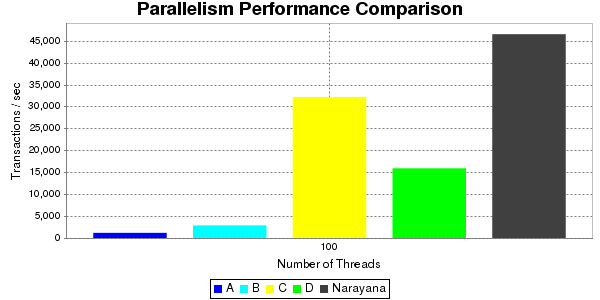 Parallelism Performance Comparison
Transactions / sec
45,000
40,000
35,000
30,000
25,000
20,000
15,000
10,000
5,000
0
100
Number of Threads
A B C D Narayana